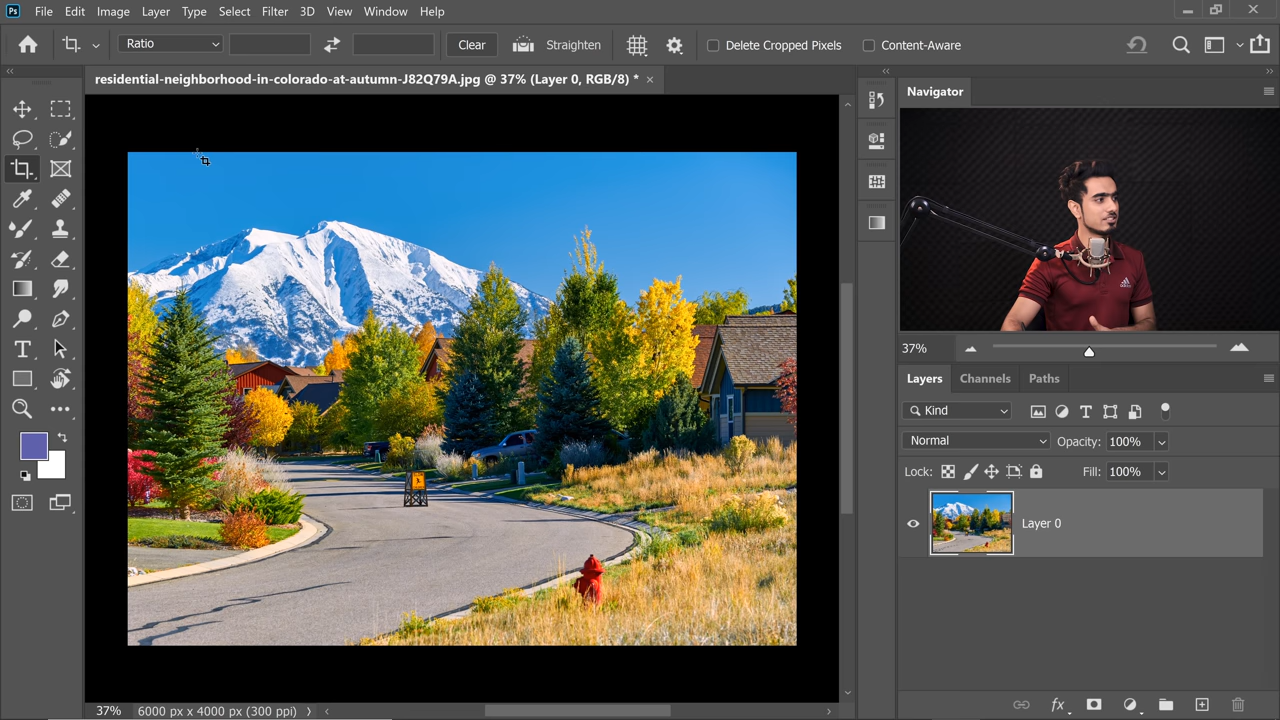 Ps File Edit Image Layer Type Select Filter 3D View Window Help
Ratio Clear Straighten Delete Cropped Pixels Content-Aware
residential-neighborhood-in-colorado-at-autumn-J82Q79A.jpg @ 37% (Layer 0, RGB/8) *
Navigator
37%
Layers Channels Paths
Kind
Normal Opacity: 100%
Lock: Fill: 100%
Layer 0
fx
37% 6000 px x 4000 px (300 ppi)